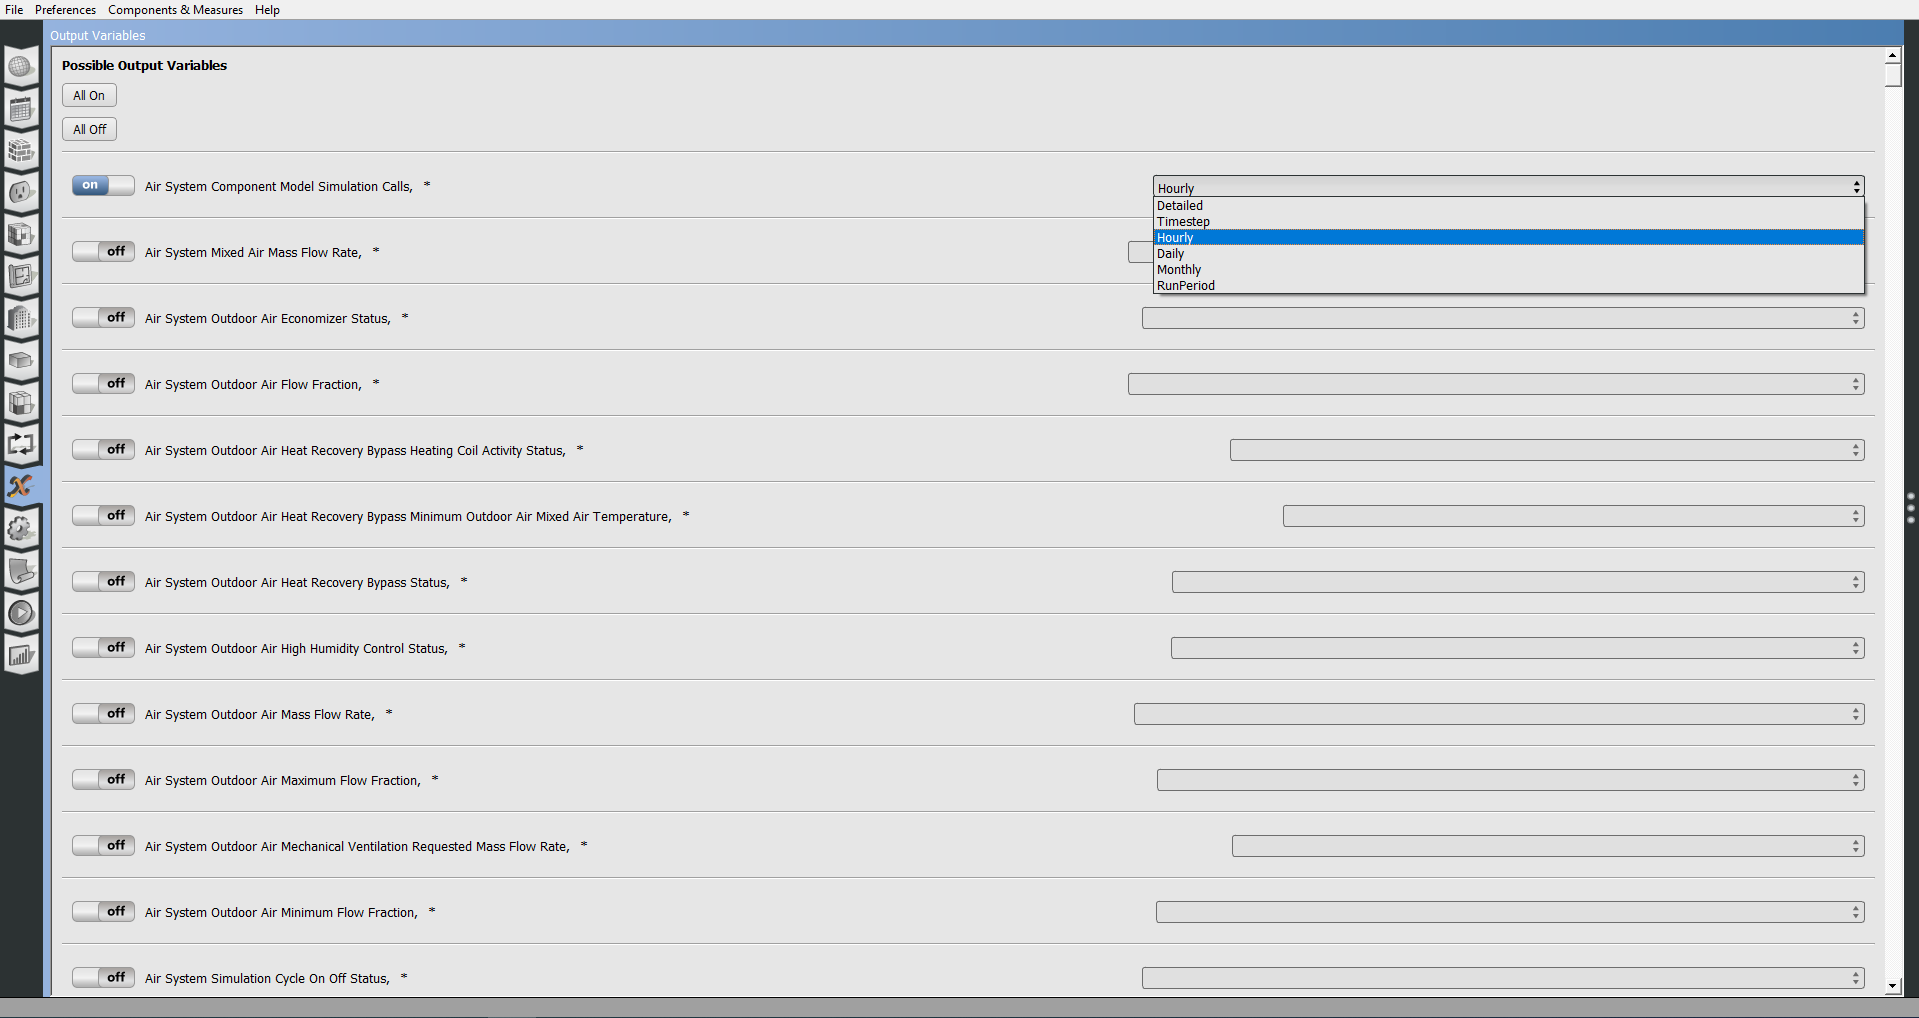 File Preferences Components & Measures Help
Output Variables
Possible Output Variables
All On
All Off
on Air System Component Model Simulation Calls, * Hourly
Detailed
Timestep
Hourly
Daily
Monthly
RunPeriod
off Air System Mixed Air Mass Flow Rate, *
off Air System Outdoor Air Economizer Status, *
off Air System Outdoor Air Flow Fraction, *
off Air System Outdoor Air Heat Recovery Bypass Heating Coil Activity Status, *
off Air System Outdoor Air Heat Recovery Bypass Minimum Outdoor Air Mixed Air Temperature, *
off Air System Outdoor Air Heat Recovery Bypass Status, *
off Air System Outdoor Air High Humidity Control Status, *
off Air System Outdoor Air Mass Flow Rate, *
off Air System Outdoor Air Maximum Flow Fraction, *
off Air System Outdoor Air Mechanical Ventilation Requested Mass Flow Rate, *
off Air System Outdoor Air Minimum Flow Fraction, *
off Air System Simulation Cycle On Off Status, *